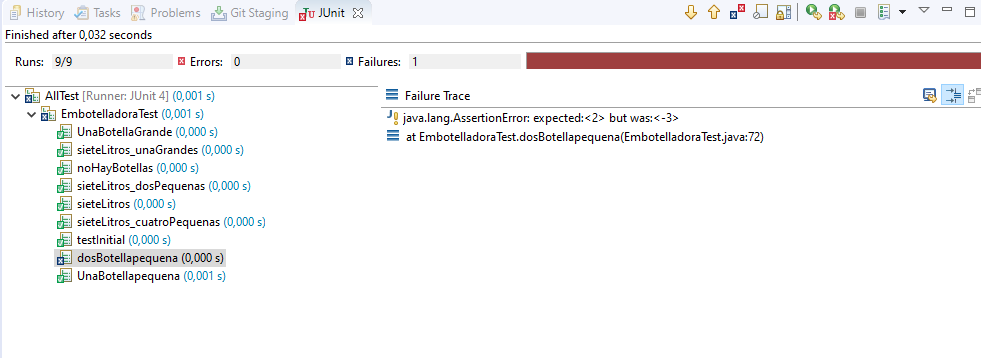 History Tasks Problems Git Staging JUnit
Finished after 0,032 seconds
Runs: 9/9 Errors: 0 Failures: 1
AllTest [Runner: JUnit 4] (0,001 s)
EmbotelladoraTest (0,001 s)
UnaBotellaGrande (0,000 s)
sieteLitros_unaGrandes (0,000 s)
noHayBotellas (0,000 s)
sieteLitros_dosPequenas (0,000 s)
sieteLitros (0,000 s)
sieteLitros_cuatroPequenas (0,000 s)
testInitial (0,000 s)
dosBotellapequena (0,000 s)
UnaBotellapequena (0,001 s)
Failure Trace
java.lang.AssertionError: expected:<2> but was:<-3>
at EmbotelladoraTest.dosBotellapequena(EmbotelladoraTest.java:72)